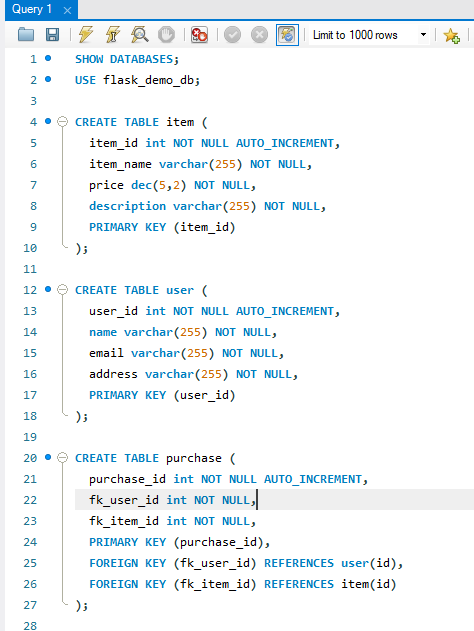 Query 1
Limit to 1000 rows
1 SHOW DATABASES;
2 USE flask_demo_db;
3
4 CREATE TABLE item (
5 item_id int NOT NULL AUTO_INCREMENT,
6 item_name varchar(255) NOT NULL,
7 price dec(5,2) NOT NULL,
8 description varchar(255) NOT NULL,
9 PRIMARY KEY (item_id)
10 );
11
12 CREATE TABLE user (
13 user_id int NOT NULL AUTO_INCREMENT,
14 name varchar(255) NOT NULL,
15 email varchar(255) NOT NULL,
16 address varchar(255) NOT NULL,
17 PRIMARY KEY (user_id)
18 );
19
20 CREATE TABLE purchase (
21 purchase_id int NOT NULL AUTO_INCREMENT,
22 fk_user_id int NOT NULL,
23 fk_item_id int NOT NULL,
24 PRIMARY KEY (purchase_id),
25 FOREIGN KEY (fk_user_id) REFERENCES user(id),
26 FOREIGN KEY (fk_item_id) REFERENCES item(id)
27 );
28